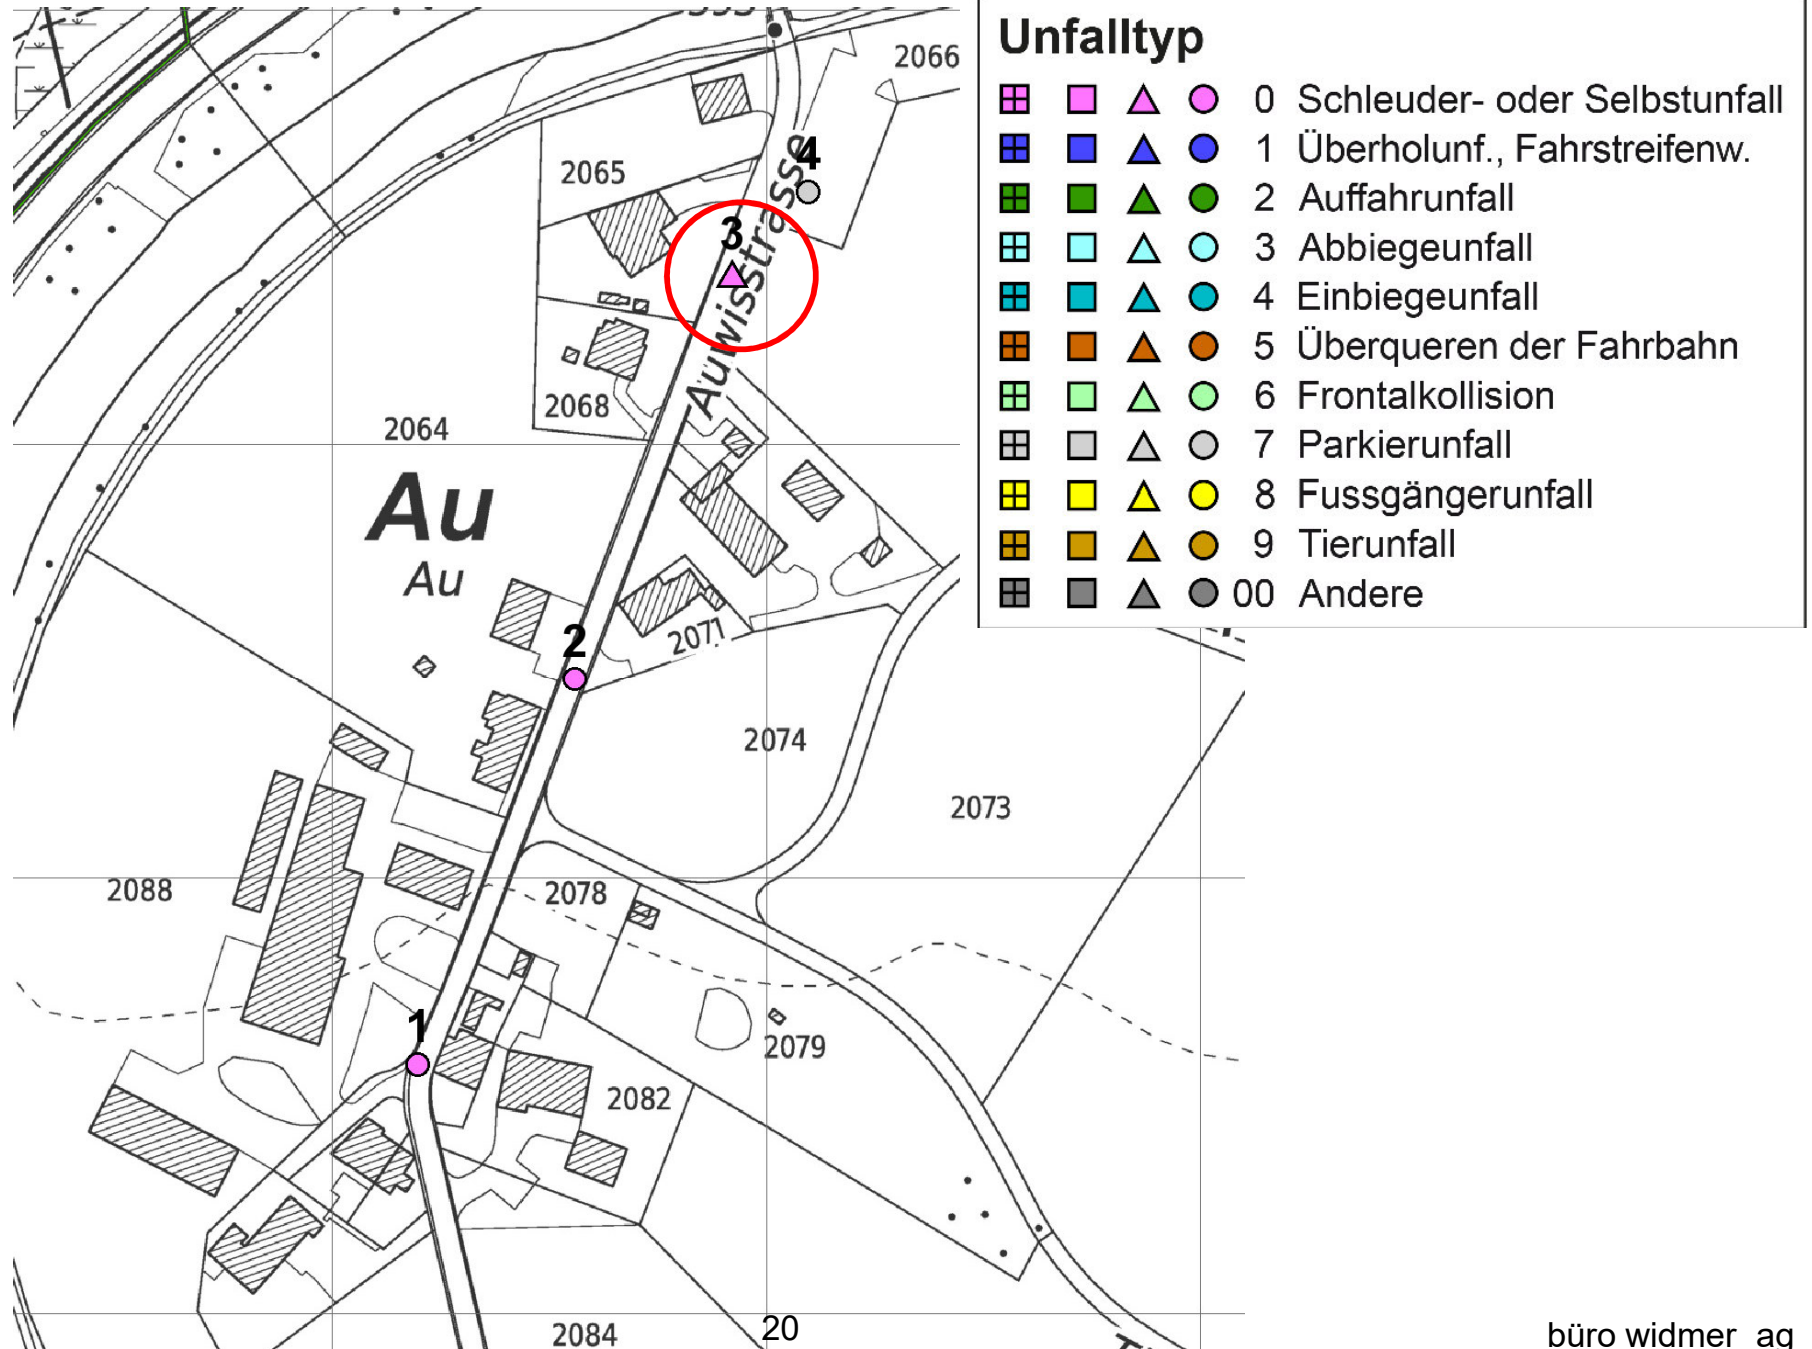 Unfalltyp
0 Schleuder- oder Selbstunfall
1 Überholunf., Fahrstreifenw.
2 Auffahrunfall
3 Abbiegeunfall
4 Einbiegeunfall
5 Überqueren der Fahrbahn
6 Frontalkollision
7 Parkierunfall
8 Fussgängerunfall
9 Tierunfall
00 Andere
2066
4
2065
3
Auwisstrasse
2068
2064
Au
Au
2
2071
2074
2073
2088
2078
1
2079
2082
2084
20
büro widmer ag